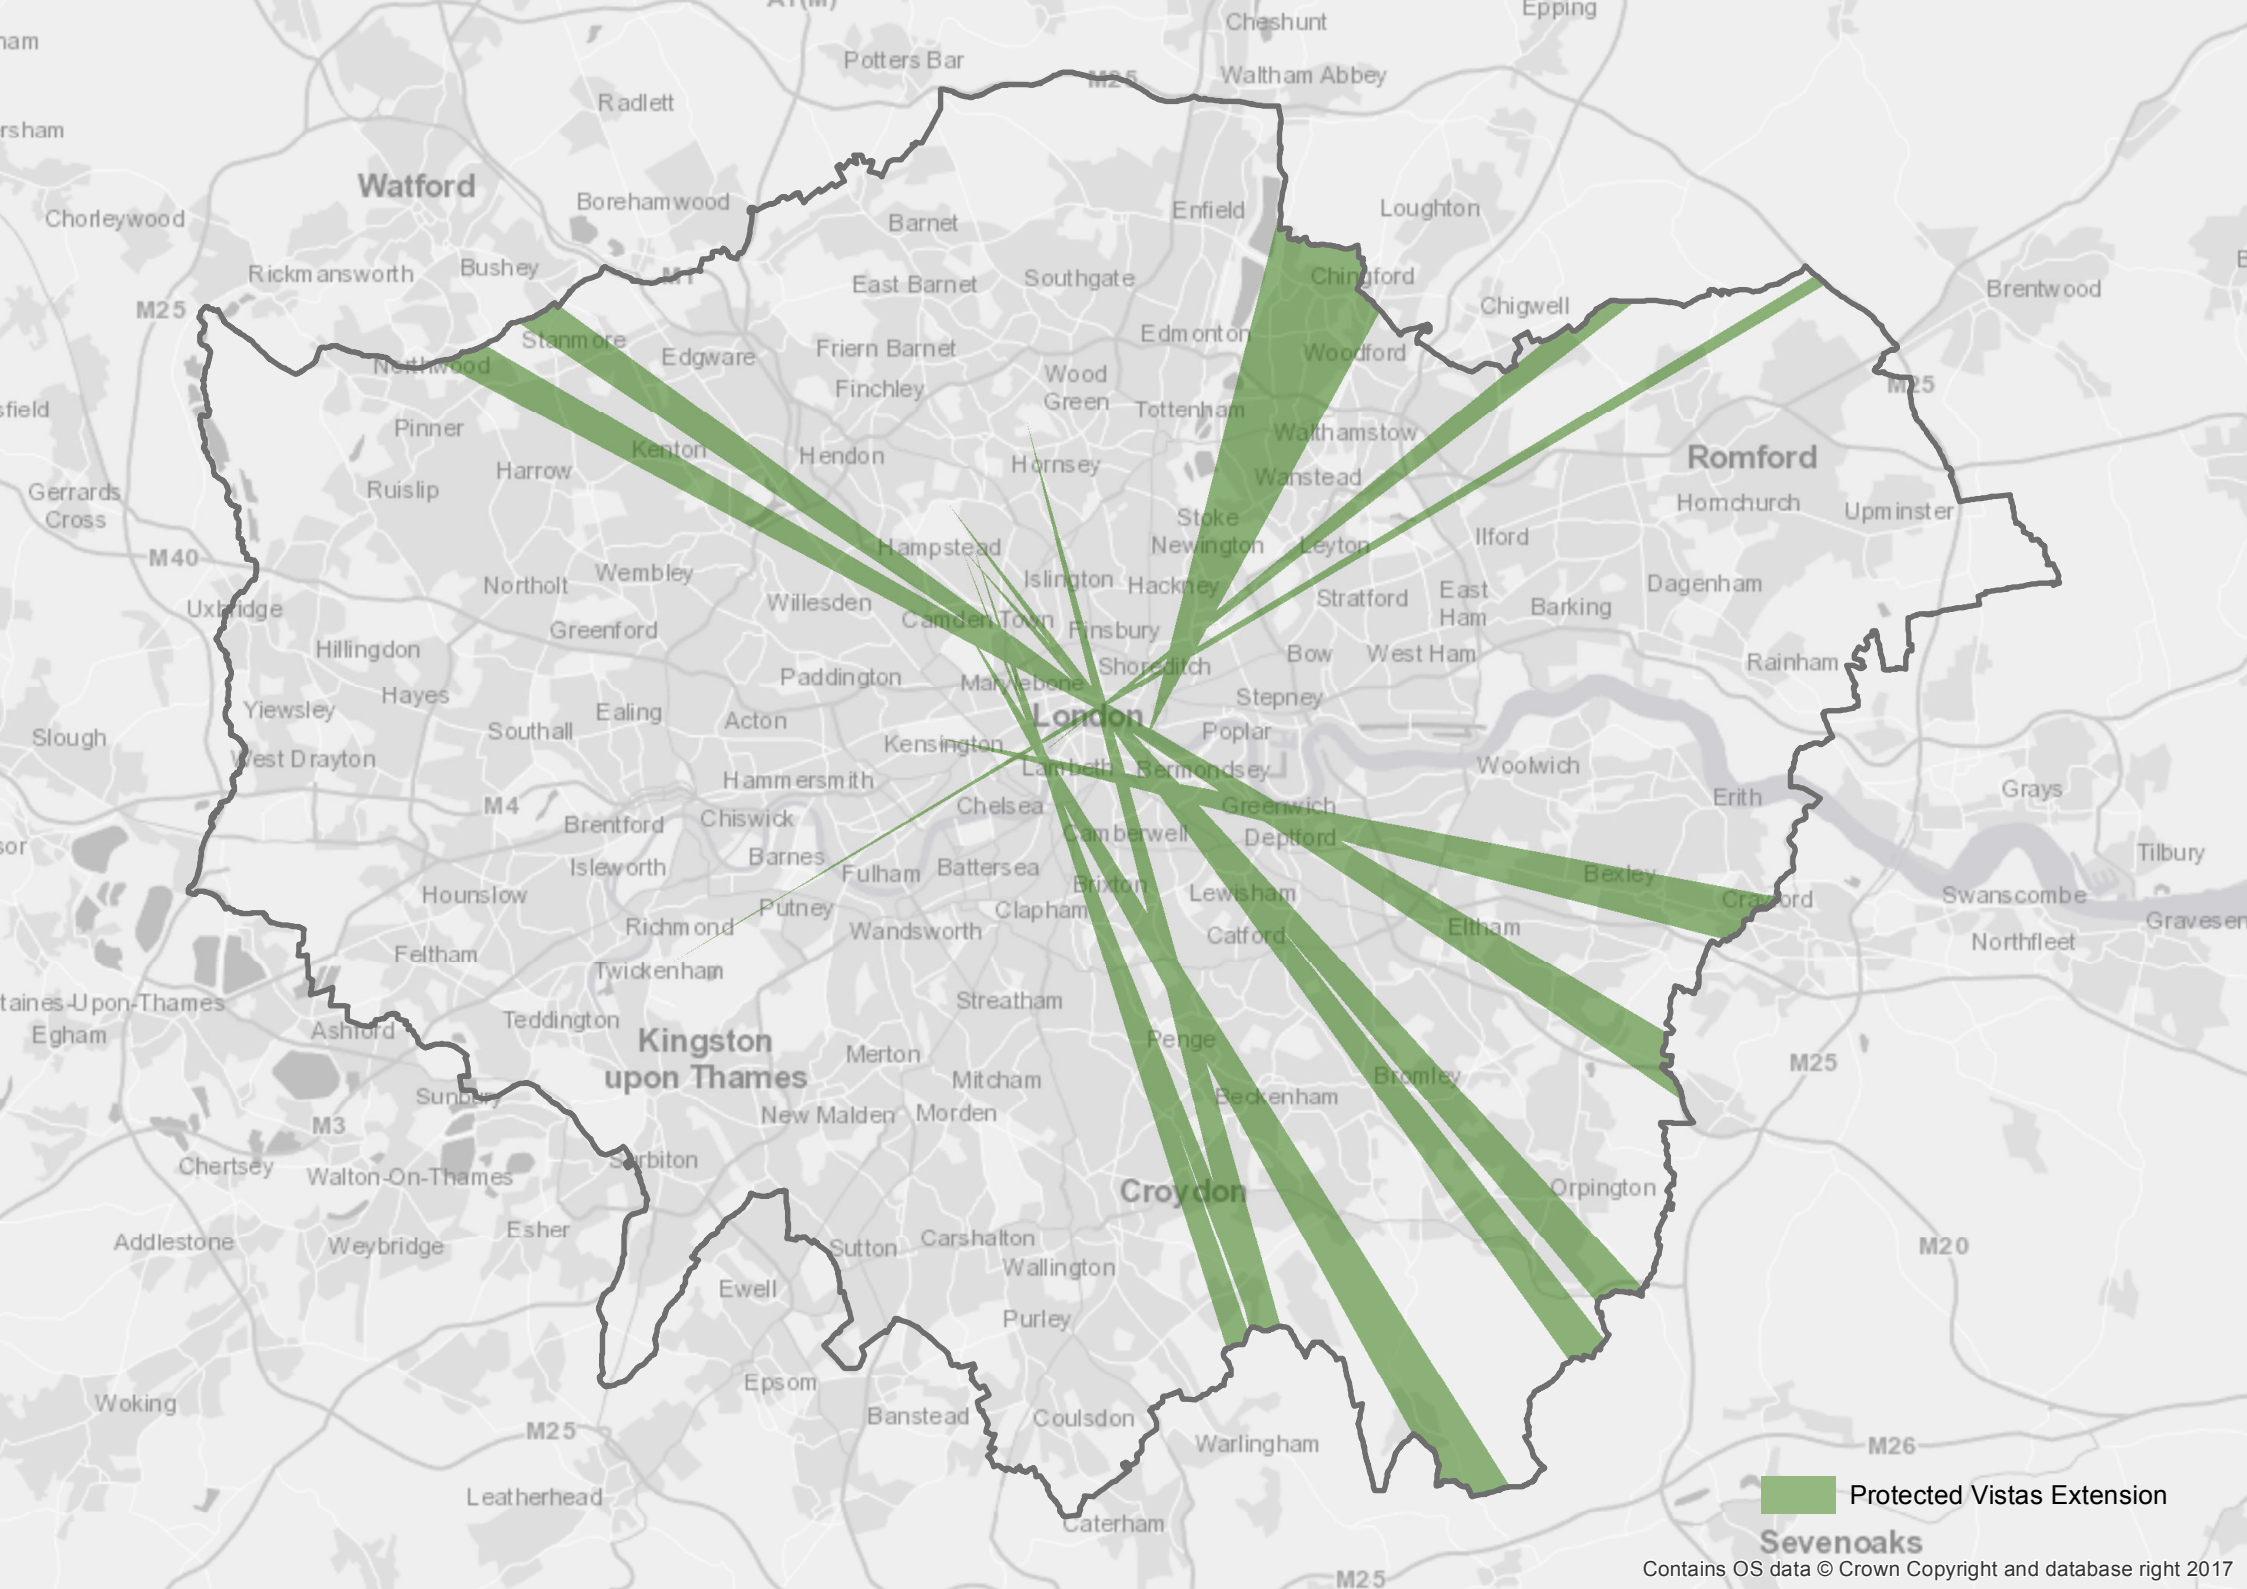 Cheshunt
Epping
Potters Bar
M25
Waltham Abbey
Radlett
Watford
Borehamwood
Chorleywood
Enfield
Loughton
Barnet
Rickmansworth
Bushey
M1
East Barnet
Southgate
Chingford
Brentwood
M25
Chigwell
Stanmore
Edmonton
Northwood
Edgware
Friern Barnet
Woodford
Finchley
Wood
Green
M25
Tottenham
Pinner
Walthamstow
Kenton
Hendon
Romford
Harrow
Hornsey
Wanstead
Ruislip
Gerrards
Cross
Hornchurch
Upminster
Stoke
Newington
Ilford
Leyton
Hampstead
M40
Wembley
Islington
Hackney
Northolt
Stratford
East
Ham
Dagenham
Barking
Uxbridge
Willesden
Camden Town
Greenford
Finsbury
Hillingdon
Shoreditch
Bow
West Ham
Rainham
Paddington
Marylebone
Hayes
Stepney
Yiewsley
Ealing
Acton
London
Southall
Poplar
Slough
Kensington
West Drayton
Lambeth
Bermondsey
Woolwich
Hammersmith
Grays
M4
Chelsea
Greenwich
Erith
Brentford
Chiswick
Camberwell
Deptford
Barnes
Tilbury
Isleworth
Fulham
Battersea
Bexley
Hounslow
Brixton
Lewisham
Swanscombe
Crayford
Putney
Clapham
Richmond
Wandsworth
Catford
Eltham
Northfleet
Feltham
Twickenham
Streatham
Egham
Ashford
Teddington
Kingston
upon Thames
Merton
Penge
M25
Mitcham
Bromley
Sunbury
Beckenham
M3
New Malden
Morden
Chertsey
Walton-On-Thames
Surbiton
Croydon
Orpington
Addlestone
Weybridge
Esher
Sutton
Carshalton
M20
Wallington
Ewell
Purley
Woking
Epsom
Banstead
Coulsdon
M25
Warlingham
M26
Leatherhead
Protected Vistas Extension
Caterham
Sevenoaks
Contains OS data © Crown Copyright and database right 2017
M25